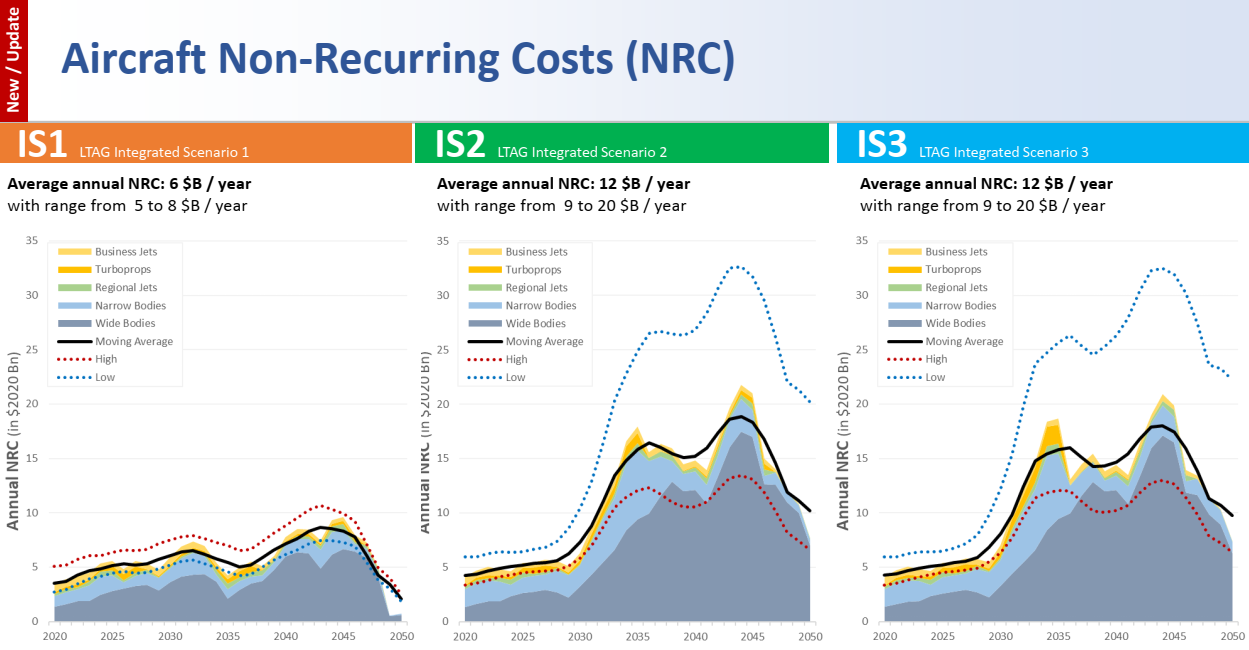 New / Update
Aircraft Non-Recurring Costs (NRC)
IS1 LTAG Integrated Scenario 1
Average annual NRC: 6 $B / year
with range from 5 to 8 $B / year
Annual NRC (in $2020 Bn)
35
30
25
20
15
10
5
0
Business Jets
Turboprops
Regional Jets
Narrow Bodies
Wide Bodies
Moving Average
High
Low
2020 2025 2030 2035 2040 2045 2050
IS2 LTAG Integrated Scenario 2
Average annual NRC: 12 $B / year
with range from 9 to 20 $B / year
Annual NRC (in $2020 Bn)
35
30
25
20
15
10
5
0
Business Jets
Turboprops
Regional Jets
Narrow Bodies
Wide Bodies
Moving Average
High
Low
2020 2025 2030 2035 2040 2045 2050
IS3 LTAG Integrated Scenario 3
Average annual NRC: 12 $B / year
with range from 9 to 20 $B / year
Annual NRC (in $2020 Bn)
35
30
25
20
15
10
5
0
Business Jets
Turboprops
Regional Jets
Narrow Bodies
Wide Bodies
Moving Average
High
Low
2020 2025 2030 2035 2040 2045 2050